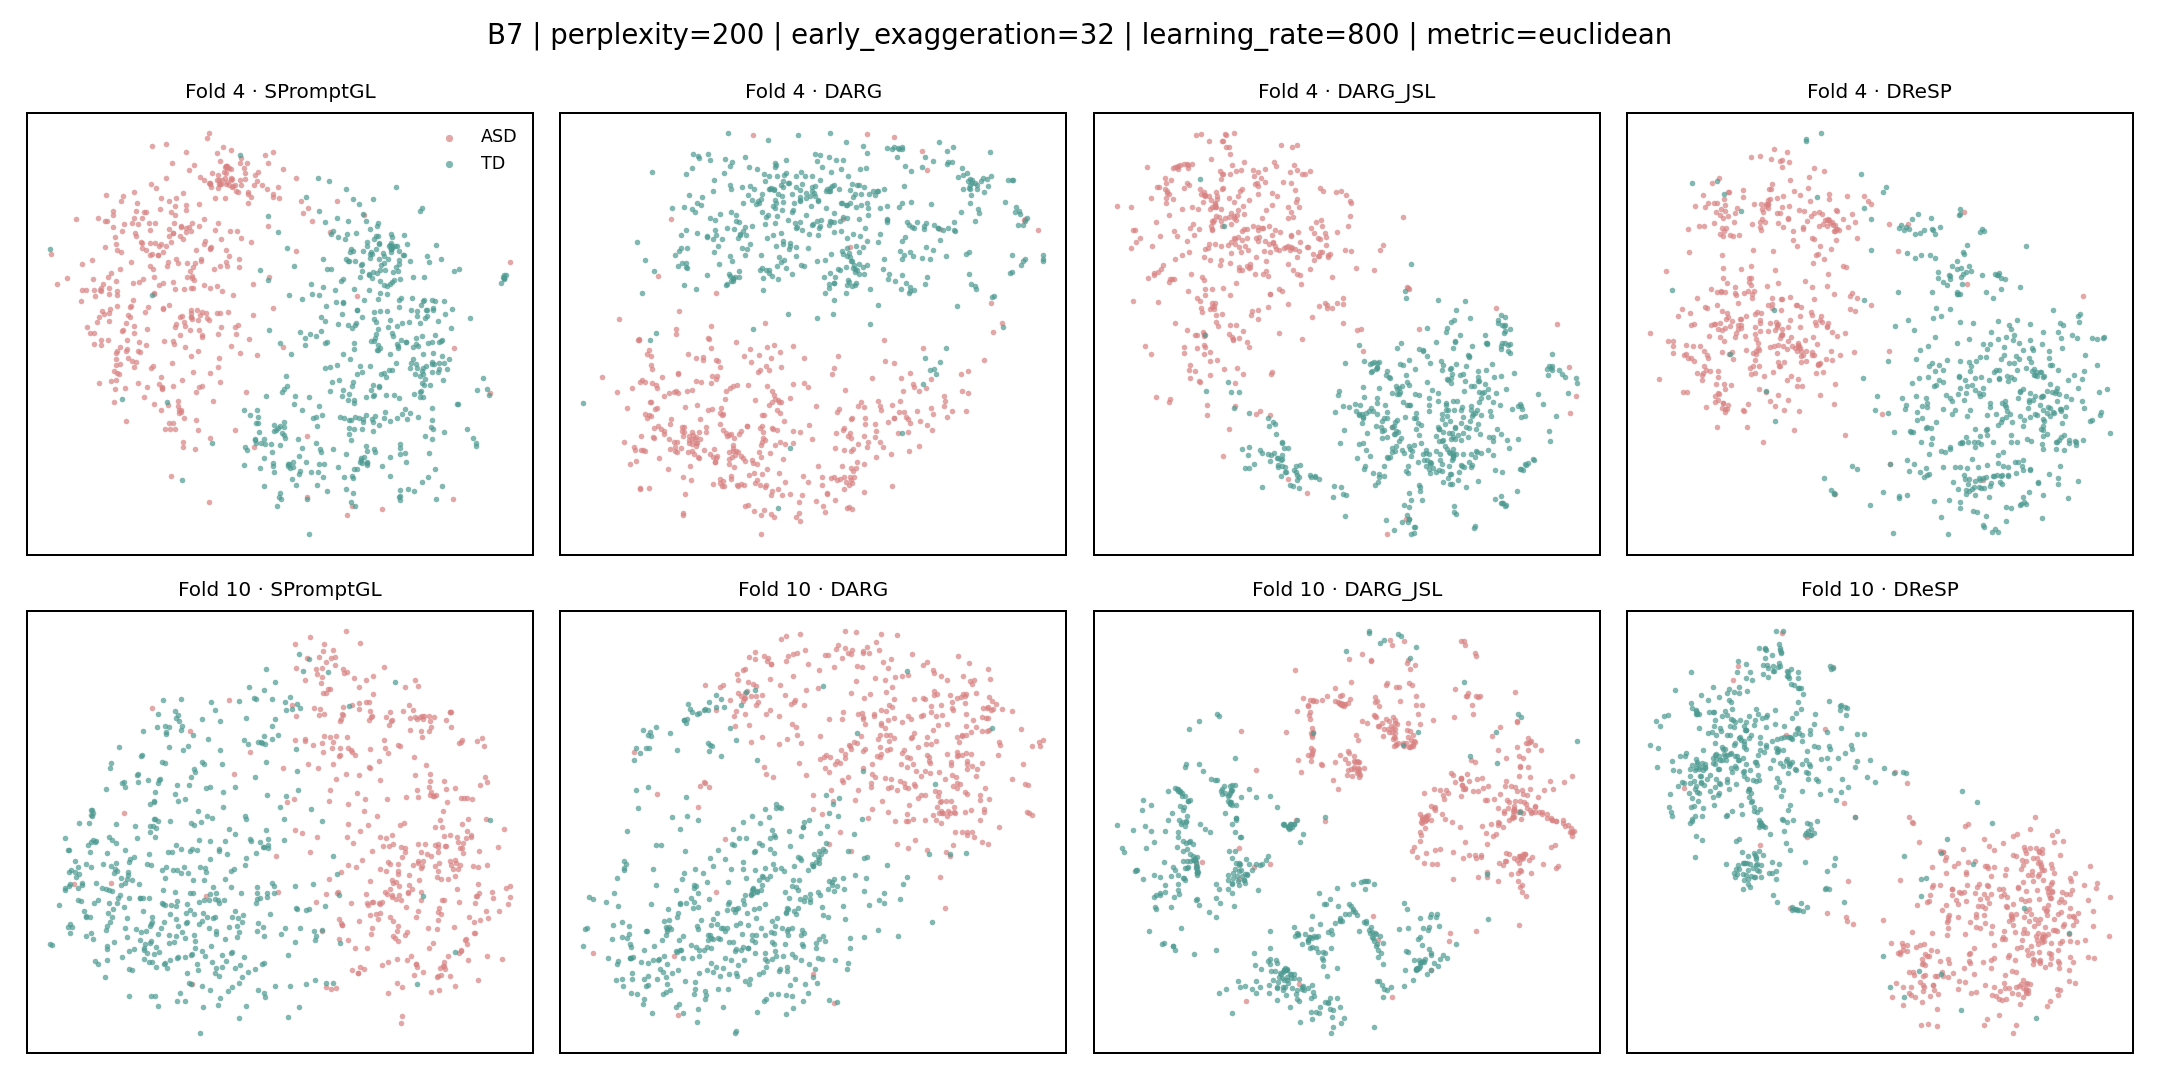 B7 | perplexity=200 | early_exaggeration=32 | learning_rate=800 | metric=euclidean
Fold 4 · SPromptGL
Fold 4 · DARG
Fold 4 · DARG_JSL
Fold 4 · DReSP
ASD
TD
Fold 10 · SPromptGL
Fold 10 · DARG
Fold 10 · DARG_JSL
Fold 10 · DReSP